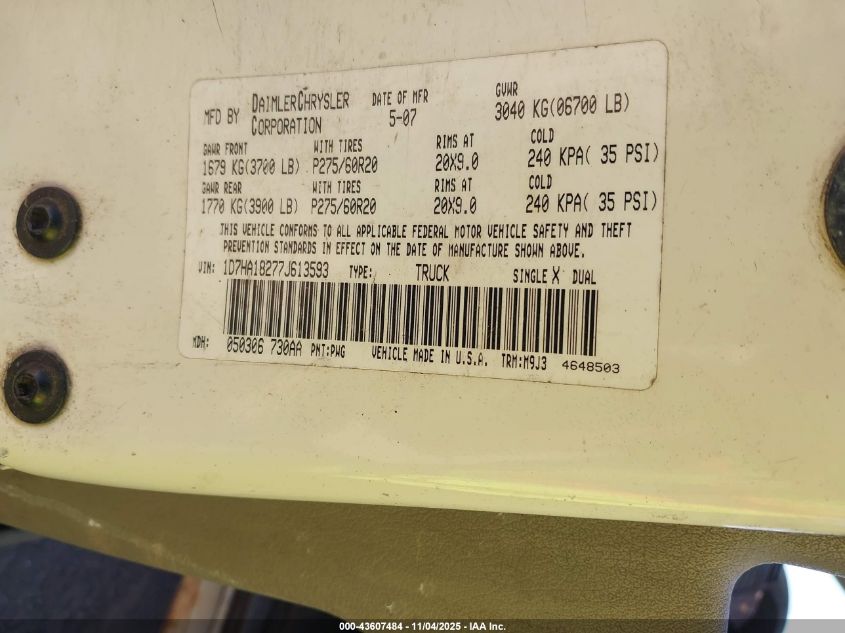 MFD BY DAIMLERCHRYSLER CORPORATION DATE OF MFR 5-07 GVWR 3040 KG(06700 LB)
GAWR FRONT WITH TIRES RIMS AT COLD
1679 KG(3700 LB) P275/60R20 20X9.0 240 KPA( 35 PSI)
GAWR REAR WITH TIRES RIMS AT COLD
1770 KG(3900 LB) P275/60R20 20X9.0 240 KPA( 35 PSI)
THIS VEHICLE CONFORMS TO ALL APPLICABLE FEDERAL MOTOR VEHICLE SAFETY AND THEFT
PREVENTION STANDARDS IN EFFECT ON THE DATE OF MANUFACTURE SHOWN ABOVE.
VIN: 1D7HA18277J613593 TYPE: TRUCK SINGLE X DUAL
MDH: 050306 730AA PNT:PWG VEHICLE MADE IN U.S.A. TRM:M9J3 4648503
000-43607484 - 11/04/2025 - IAA Inc.